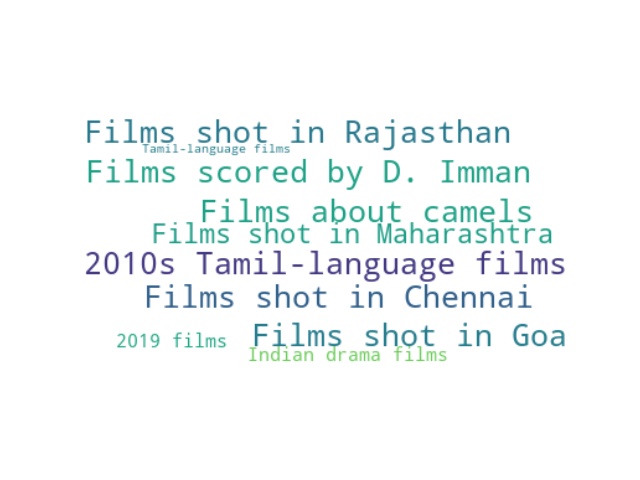 Films shot in Rajasthan
Tamil-language films
Films scored by D. Imman
Films about camels
Films shot in Maharashtra
2010s Tamil-language films
Films shot in Chennai
2019 films
Films shot in Goa
Indian drama films